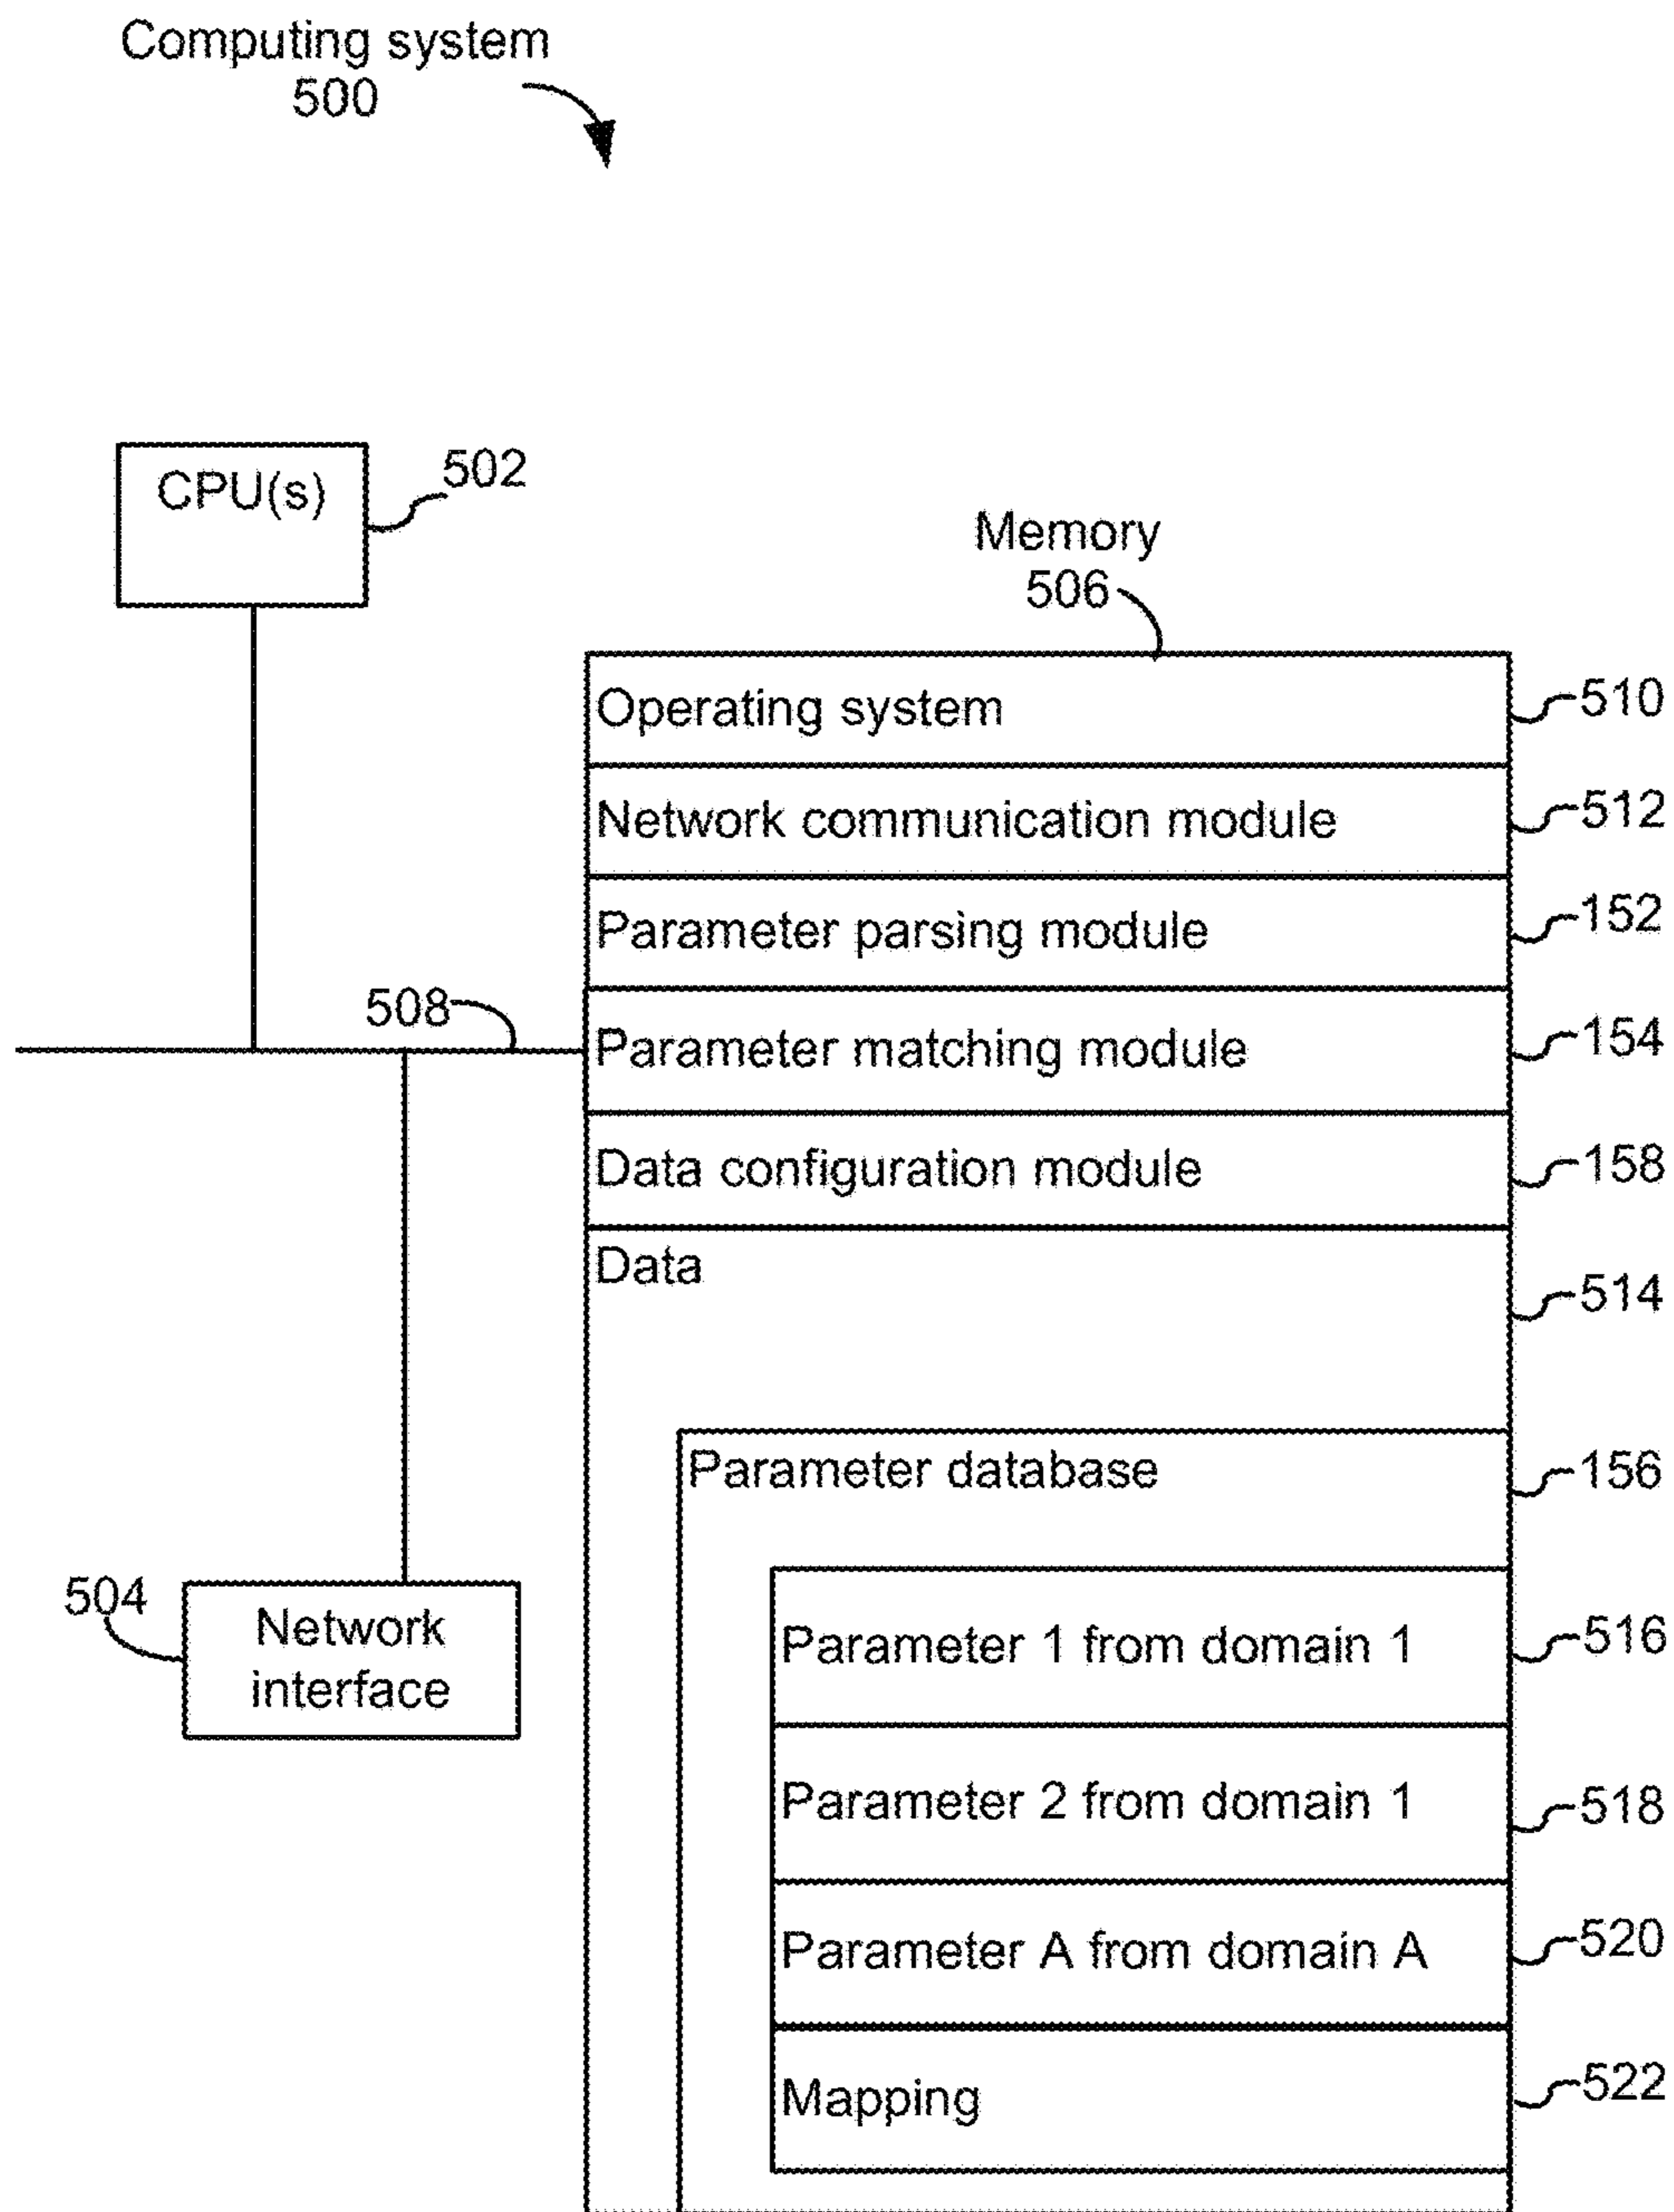 Computing system
500
CPU(s)
502
Memory
506
Operating system
510
Network communication module
512
Parameter parsing module
152
508
Parameter matching module
154
Data configuration module
158
Data
514
Parameter database
156
504
Network
interface
Parameter 1 from domain 1
516
Parameter 2 from domain 1
518
Parameter A from domain A
520
Mapping
522